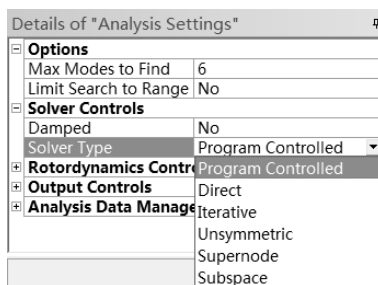 Details of "Analysis Settings"
Options
Max Modes to Find 6
Limit Search to Range No
Solver Controls
Damped No
Solver Type Program Controlled
Rotordynamics Contr Program Controlled
Output Controls Direct
Analysis Data Manage Iterative
Unsymmetric
Supernode
Subspace